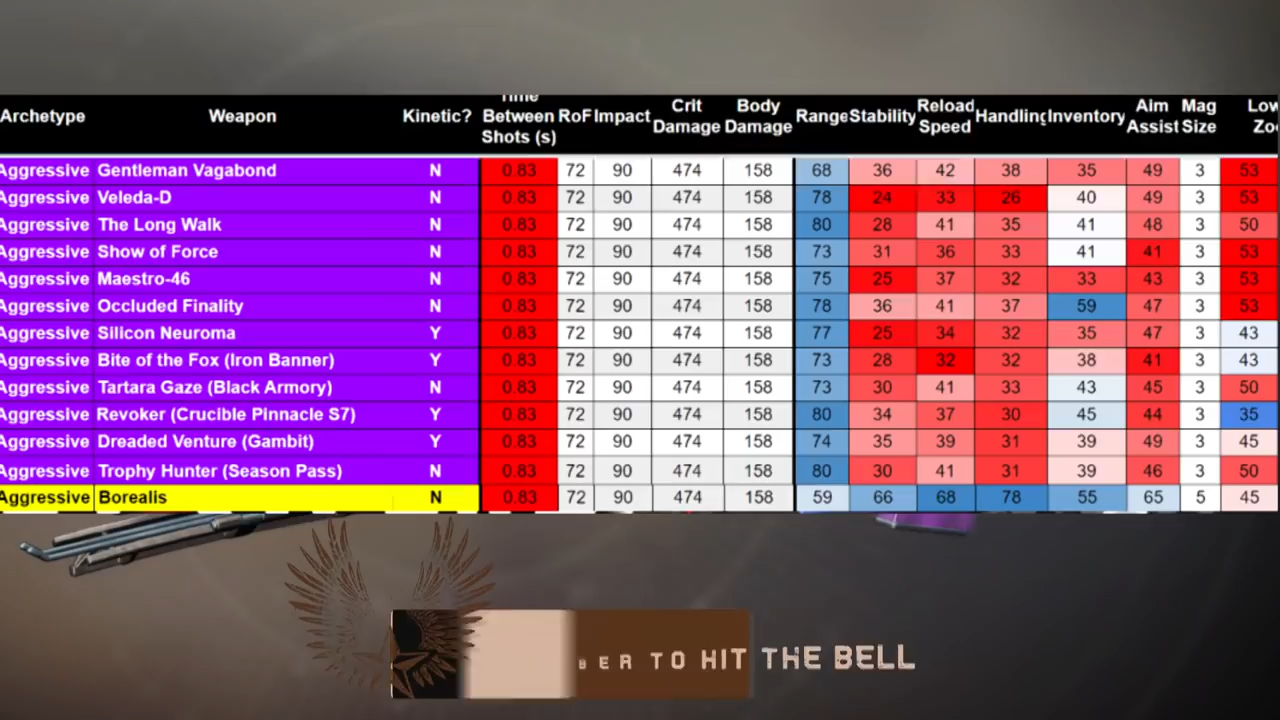 Time Crit Body Reload Aim Mag Low
Archetype Weapon Kinetic? Between RoF Impact Damage Damage Range Stability Speed Handling Inventory Assist Size
Shots (s)
Aggressive Gentleman Vagabond N 0.83 72 90 474 158 68 36 42 38 35 49 3 53
Aggressive Veleda-D N 0.83 72 90 474 158 78 24 33 26 40 49 3 53
Aggressive The Long Walk N 0.83 72 90 474 158 80 28 41 35 41 48 3 50
Aggressive Show of Force N 0.83 72 90 474 158 73 31 36 33 41 41 3 53
Aggressive Maestro-46 N 0.83 72 90 474 158 75 25 37 32 33 43 3 53
Aggressive Occluded Finality N 0.83 72 90 474 158 78 36 41 37 59 47 3 53
Aggressive Silicon Neuroma Y 0.83 72 90 474 158 77 25 34 32 35 47 3 43
Aggressive Bite of the Fox (Iron Banner) Y 0.83 72 90 474 158 73 28 32 32 38 41 3 43
Aggressive Tartara Gaze (Black Armory) N 0.83 72 90 474 158 73 30 41 33 43 45 3 50
Aggressive Revoker (Crucible Pinnacle S7) Y 0.83 72 90 474 158 80 34 37 30 45 44 3 35
Aggressive Dreaded Venture (Gambit) Y 0.83 72 90 474 158 74 35 39 31 39 49 3 45
Aggressive Trophy Hunter (Season Pass) N 0.83 72 90 474 158 80 30 41 31 39 46 3 50
Aggressive Borealis N 0.83 72 90 474 158 59 66 68 78 55 65 5 45
BER TO HIT THE BELL